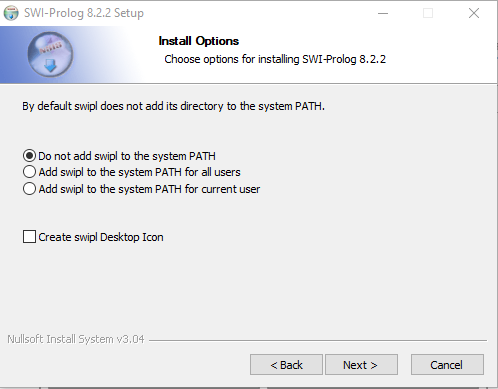 SWI-Prolog 8.2.2 Setup
Install Options
Choose options for installing SWI-Prolog 8.2.2
By default swipl does not add its directory to the system PATH.
Do not add swipl to the system PATH
Add swipl to the system PATH for all users
Add swipl to the system PATH for current user
Create swipl Desktop Icon
Nullsoft Install System v3.04
< Back Next > Cancel